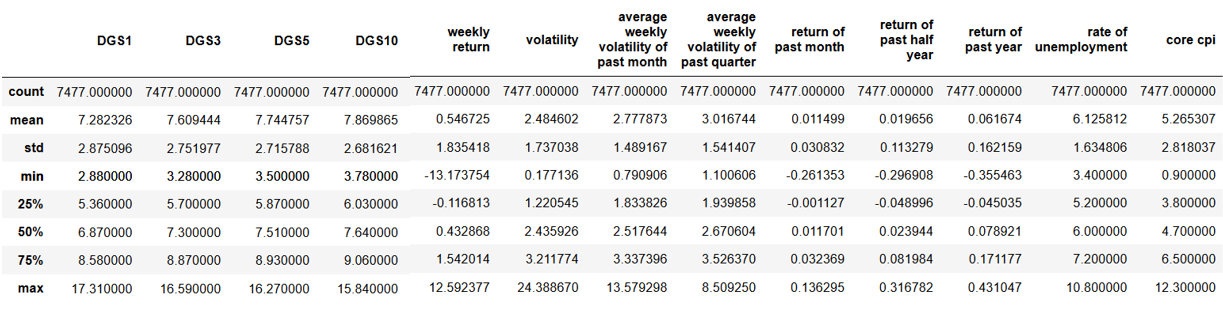 DGS1 DGS3 DGS5 DGS10 weekly return volatility average weekly volatility of past month average weekly volatility of past quarter return of past month return of past half year return of past year rate of unemployment core cpi
count 7477.000000 7477.000000 7477.000000 7477.000000 7477.000000 7477.000000 7477.000000 7477.000000 7477.000000 7477.000000 7477.000000 7477.000000 7477.000000
mean 7.282326 7.609444 7.744757 7.869865 0.546725 2.484602 2.777873 3.016744 0.011499 0.019656 0.061674 6.125812 5.265307
std 2.875096 2.751977 2.715788 2.681621 1.835418 1.737038 1.489167 1.541407 0.030832 0.113279 0.162159 1.634806 2.818037
min 2.880000 3.280000 3.500000 3.780000 -13.173754 0.177136 0.790906 1.100606 -0.261353 -0.296908 -0.355463 3.400000 0.900000
25% 5.360000 5.700000 5.870000 6.030000 -0.116813 1.220545 1.833826 1.939858 -0.001127 -0.048996 -0.045035 5.200000 3.800000
50% 6.870000 7.300000 7.510000 7.640000 0.432868 2.435926 2.517644 2.670604 0.011701 0.023944 0.078921 6.000000 4.700000
75% 8.580000 8.870000 8.930000 9.060000 1.542014 3.211774 3.337396 3.526370 0.032369 0.081984 0.171177 7.200000 6.500000
max 17.310000 16.590000 16.270000 15.840000 12.592377 24.388670 13.579298 8.509250 0.136295 0.316782 0.431047 10.800000 12.300000